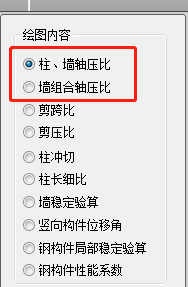 绘图内容
柱、墙轴压比
墙组合轴压比
剪跨比
剪压比
柱冲切
柱长细比
墙稳定验算
竖向构件位移角
钢构件局部稳定验算
钢构件性能系数